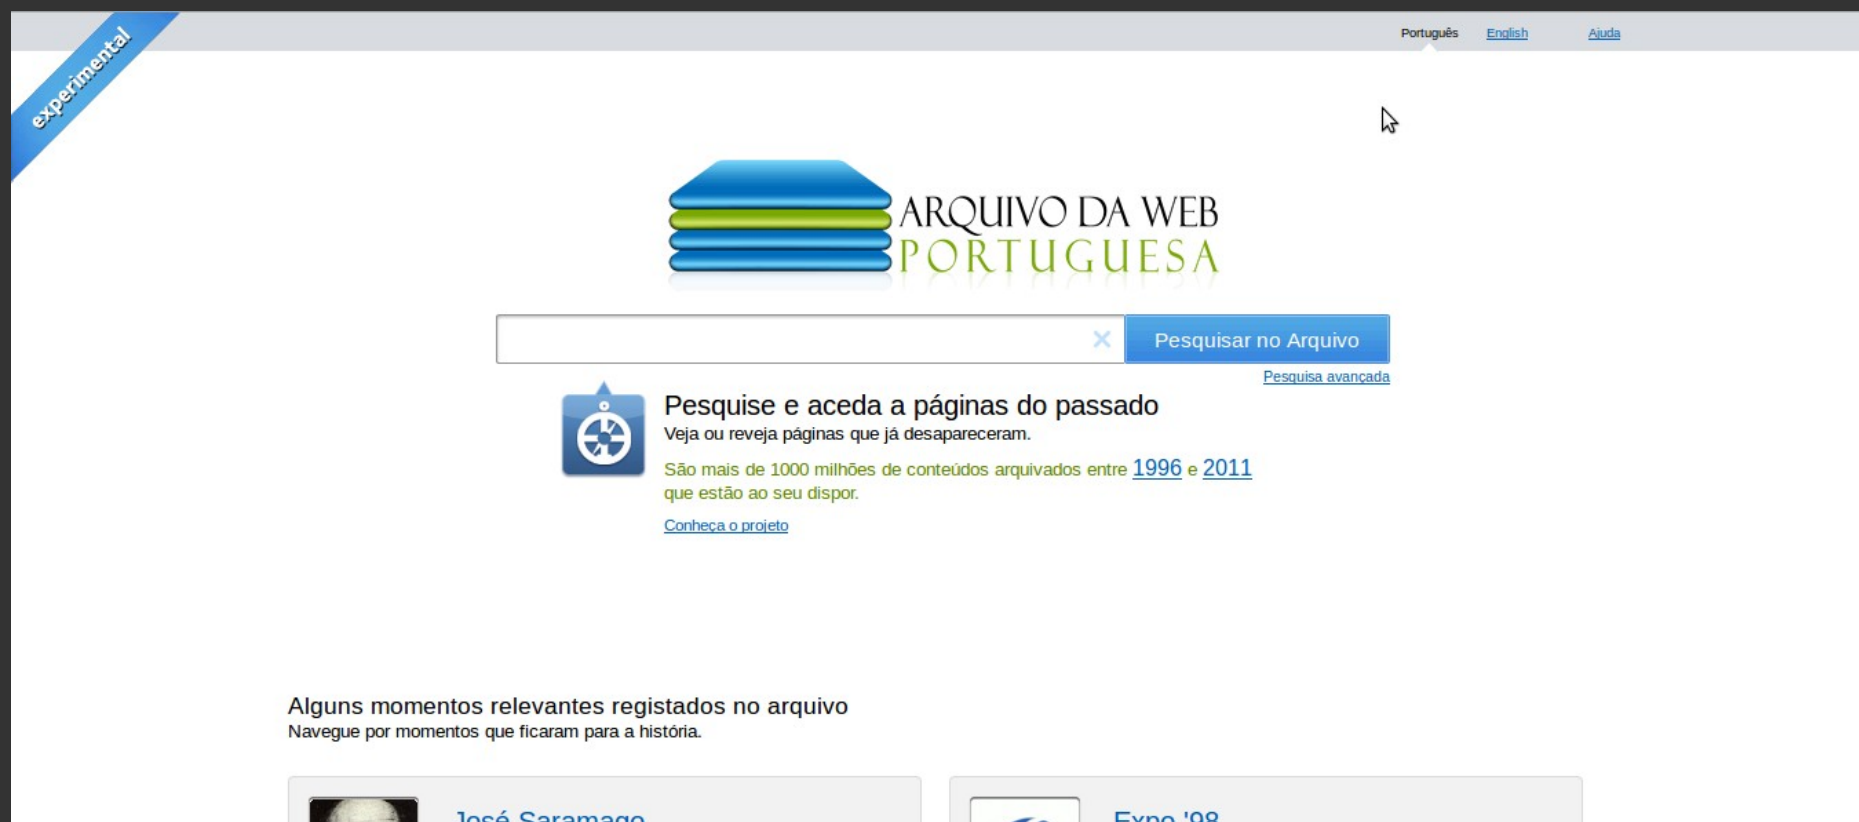 experimental
Português English Ajuda
ARQUIVO DA WEB
PORTUGUESA
Pesquisar no Arquivo
Pesquisa avançada
Pesquise e aceda a páginas do passado
Veja ou reveja páginas que já desapareceram.
São mais de 1000 milhões de conteúdos arquivados entre 1996 e 2011
que estão ao seu dispor.
Conheça o projeto
Alguns momentos relevantes registados no arquivo
Navegue por momentos que ficaram para a história.
José Saramago Expo '98